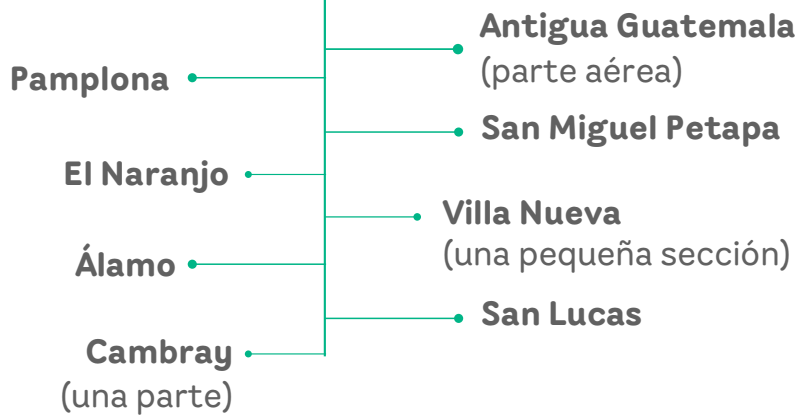 Antigua Guatemala
(parte aérea)
Pamplona
San Miguel Petapa
El Naranjo
Villa Nueva
(una pequeña sección)
Álamo
San Lucas
Cambray
(una parte)